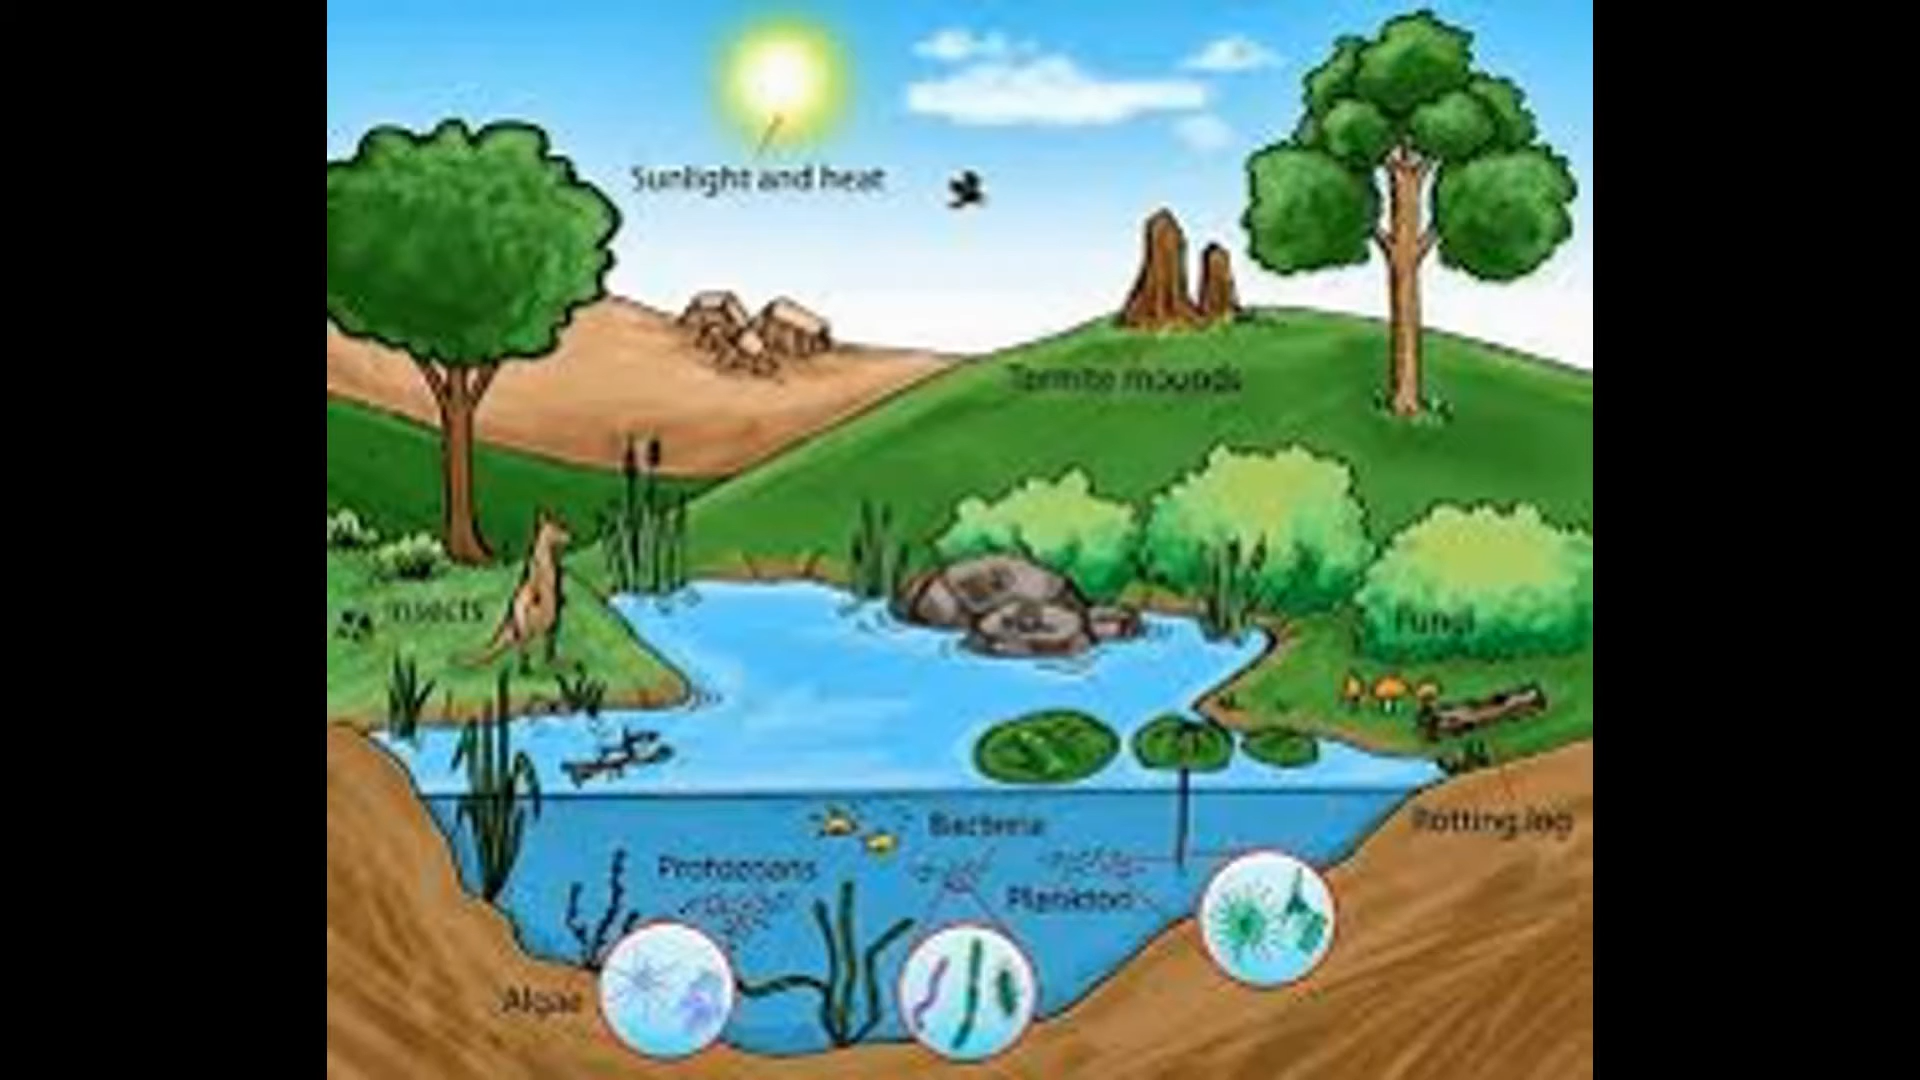 Sunlight and heat
Termite mounds
Insects
Fungi
Rotting log
Bacteria
Protozoans
Plankton
Algae